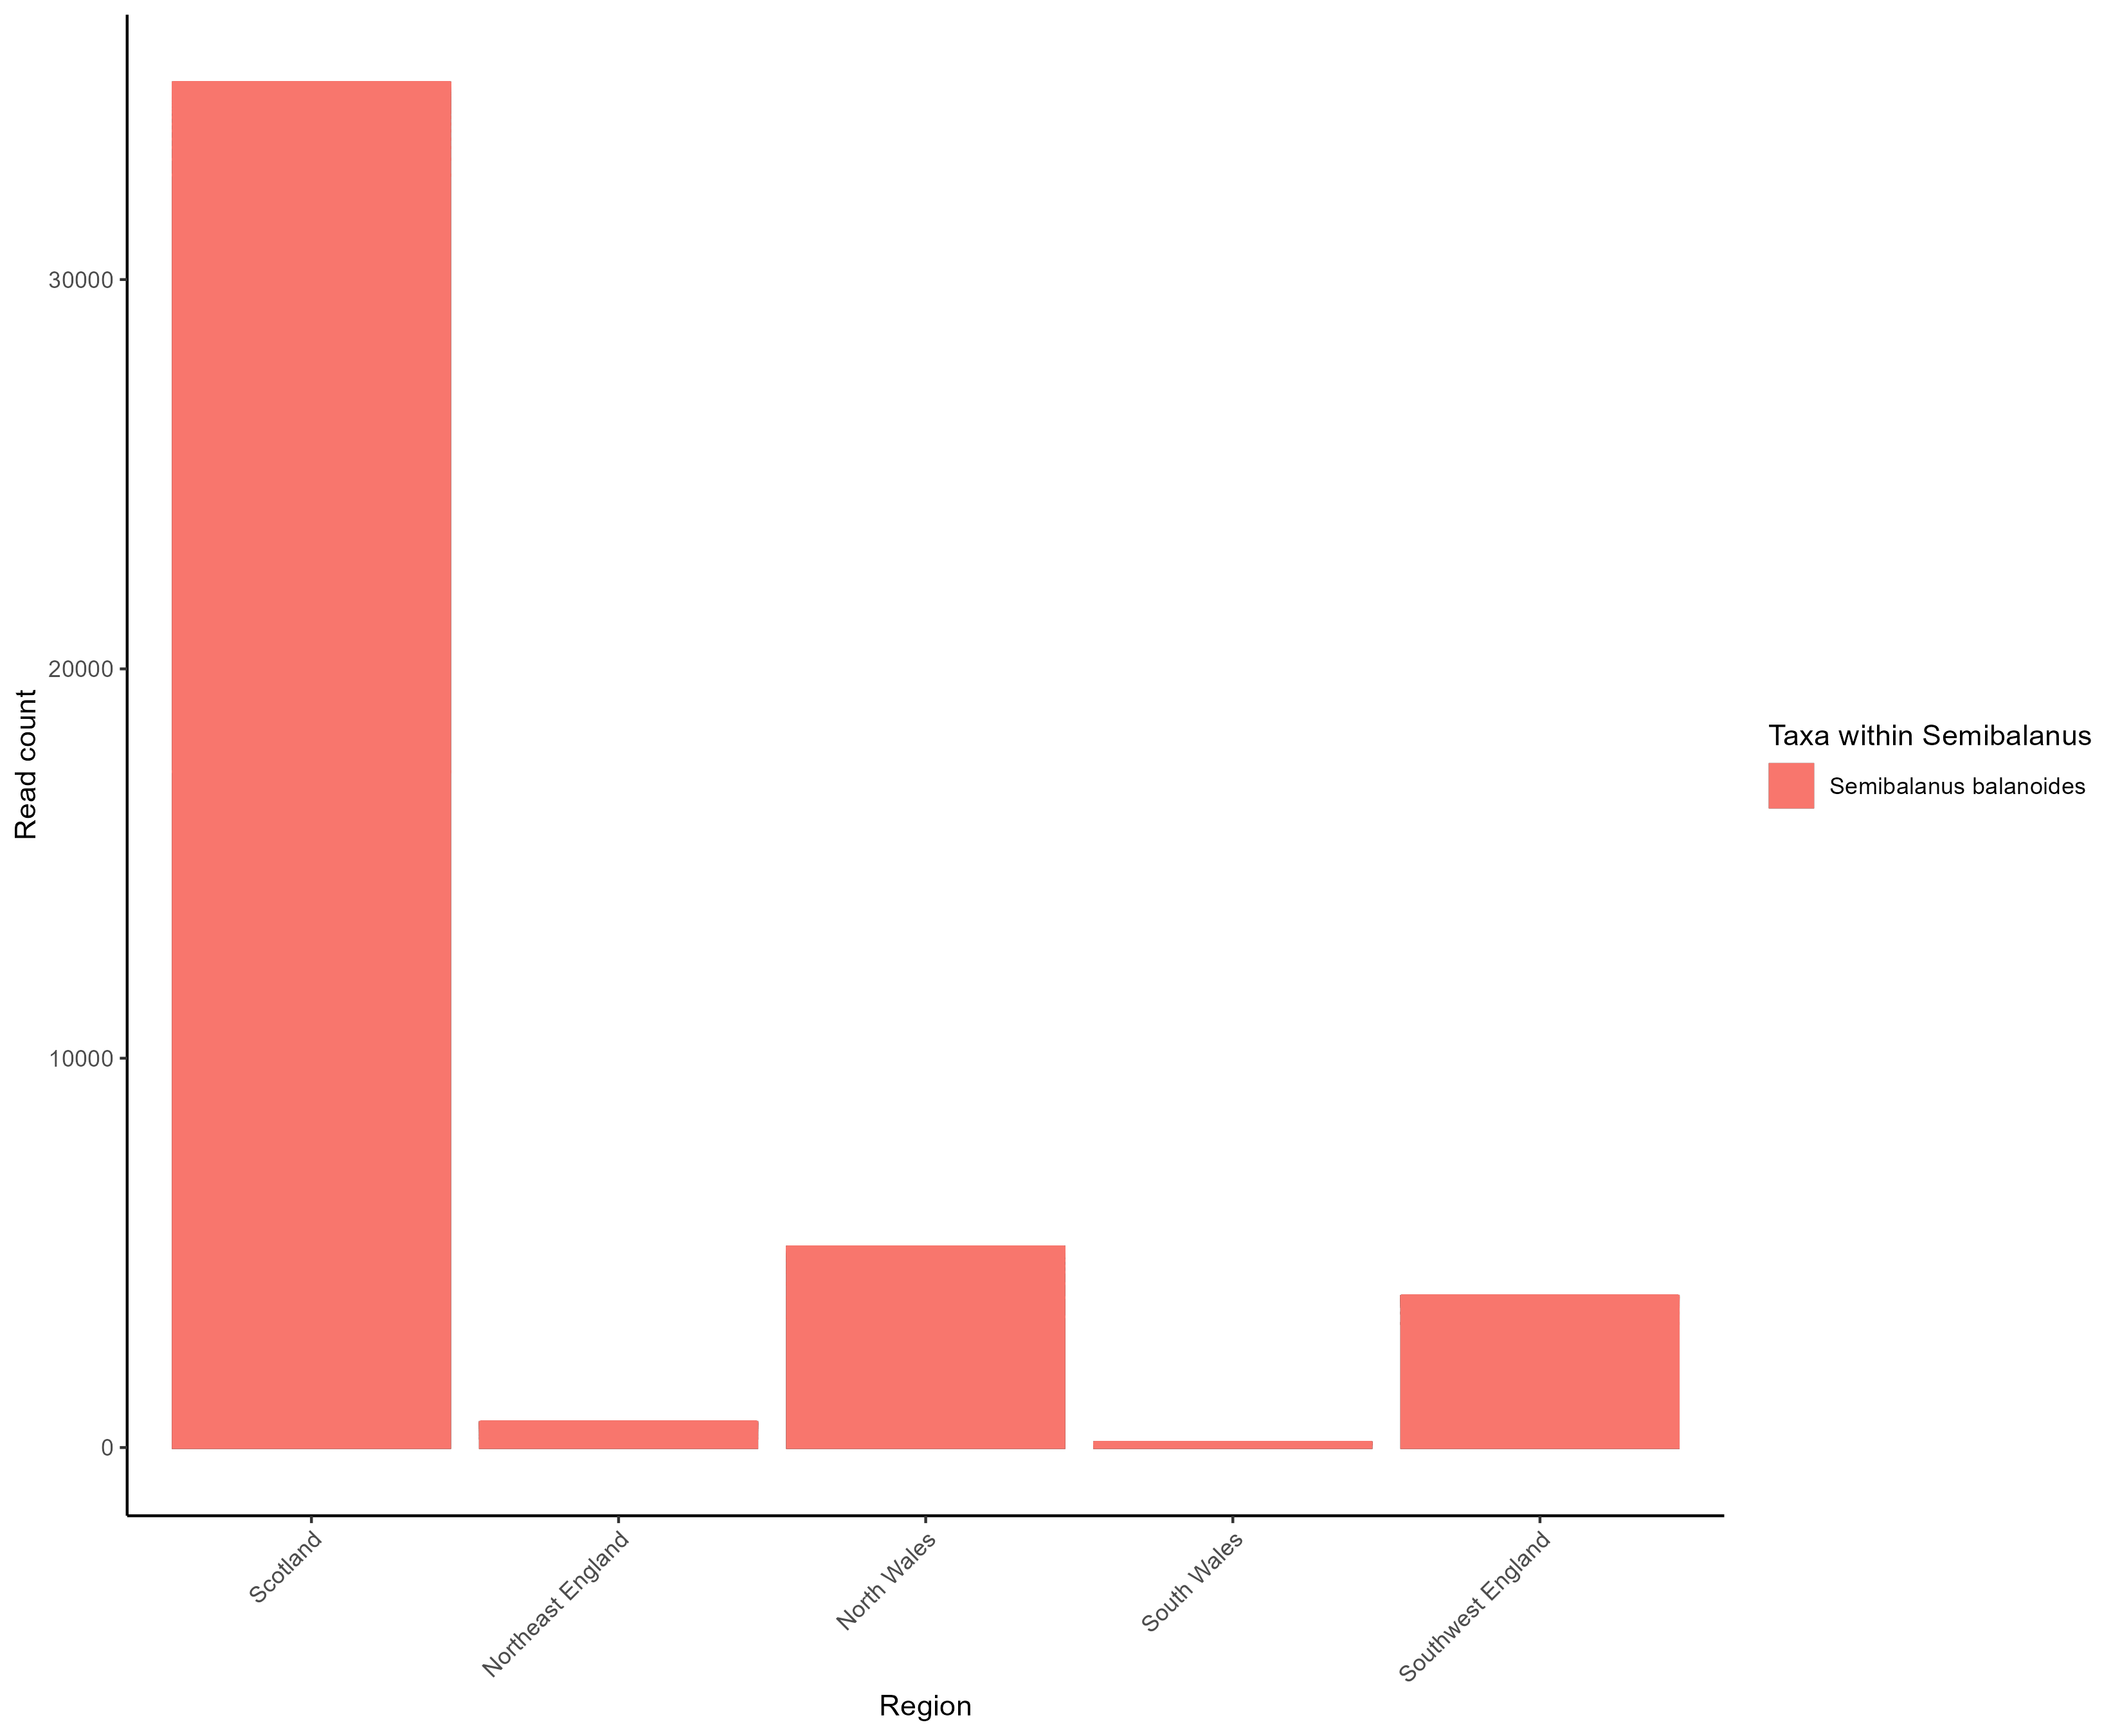 Read count
30000
20000
10000
0
Scotland
Northeast England
North Wales
South Wales
Southwest England
Region
Taxa within Semibalanus
Semibalanus balanoides